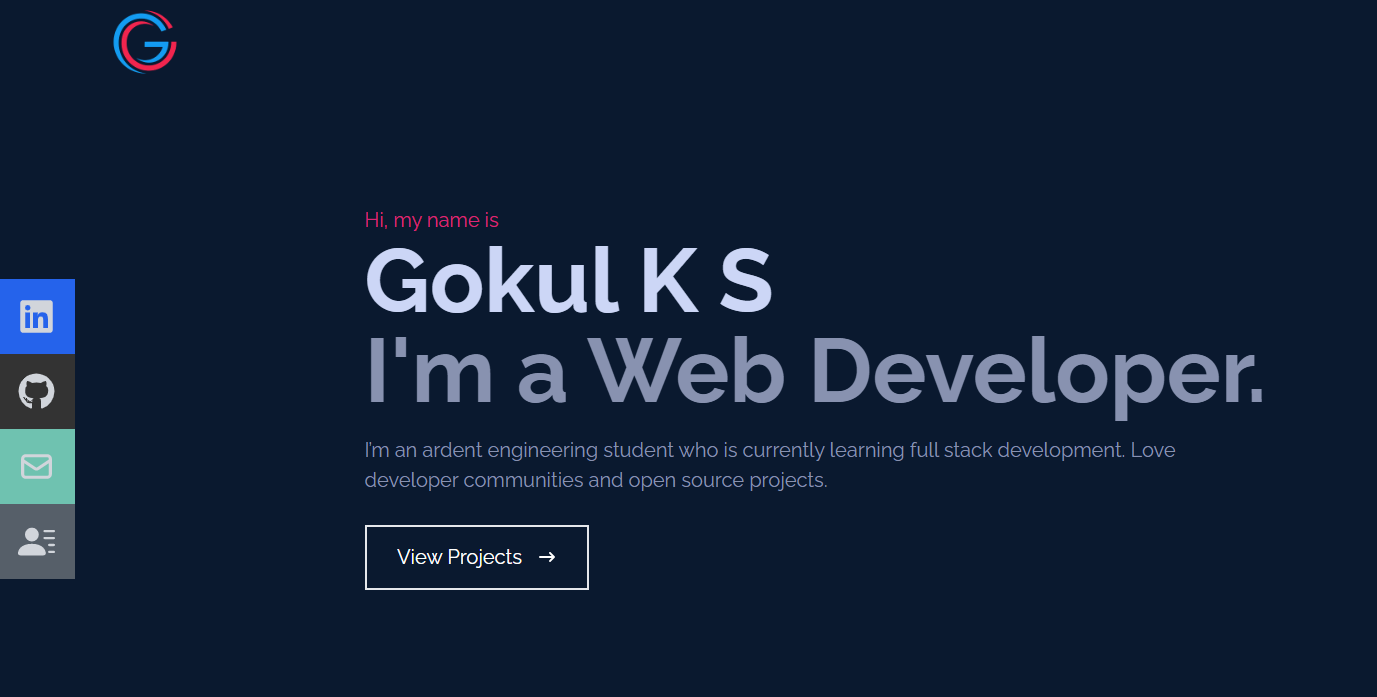 Hi, my name is
Gokul K S
I'm a Web Developer.
I'm an ardent engineering student who is currently learning full stack development. Love
developer communities and open source projects.
in
View Projects →